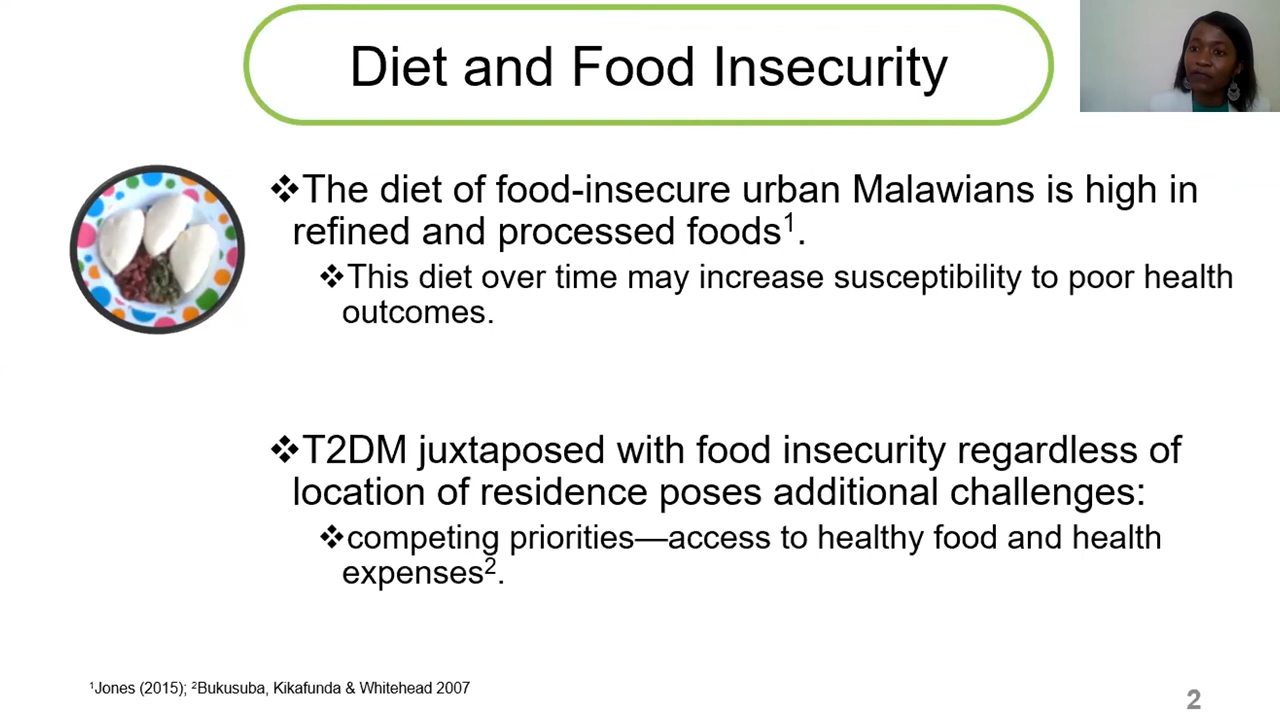 Diet and Food Insecurity
❖The diet of food-insecure urban Malawians is high in
refined and processed foods¹.
❖This diet over time may increase susceptibility to poor health
outcomes.
❖T2DM juxtaposed with food insecurity regardless of
location of residence poses additional challenges:
❖competing priorities—access to healthy food and health
expenses².
¹Jones (2015); ²Bukusuba, Kikafunda & Whitehead 2007
2